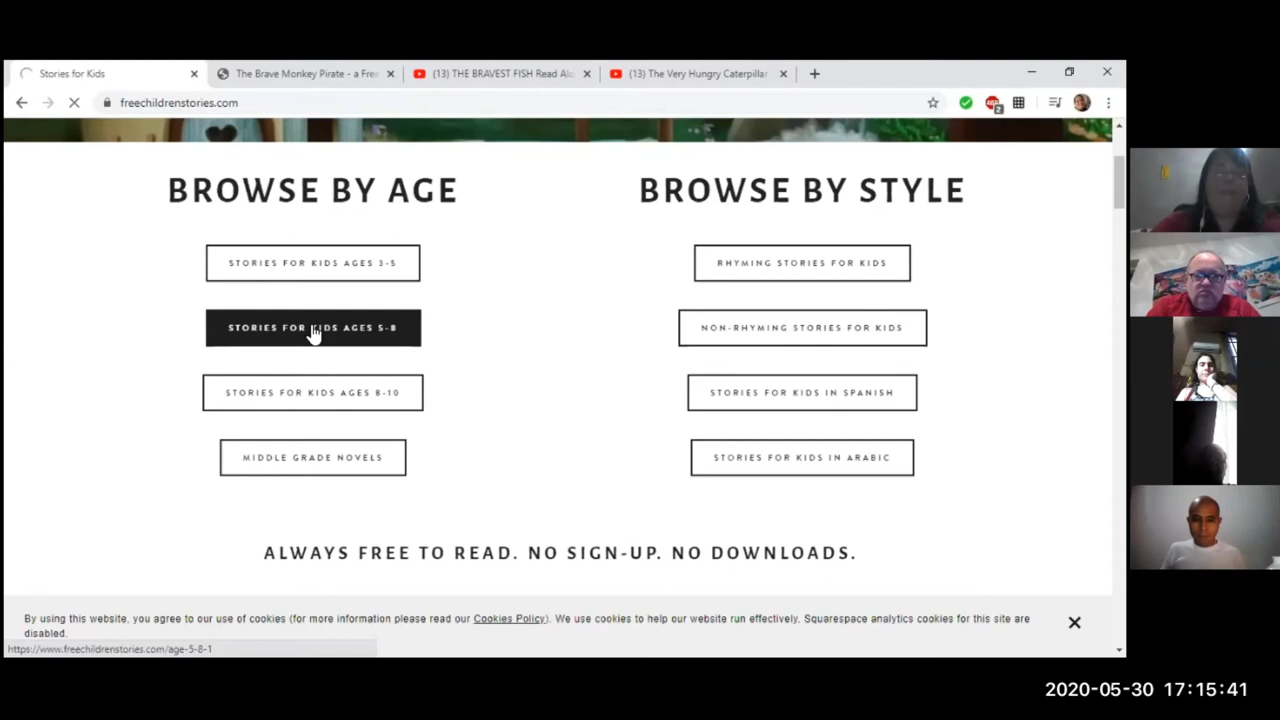 Stories for Kids
The Brave Monkey Pirate - a Free
(13) THE BRAVEST FISH Read Alo
(13) The Very Hungry Caterpillar
freechildrenstories.com
2
BROWSE BY AGE
BROWSE BY STYLE
STORIES FOR KIDS AGES 3-5
RHYMING STORIES FOR KIDS
STORIES FOR KIDS AGES 5-8
NON-RHYMING STORIES FOR KIDS
STORIES FOR KIDS AGES 8-10
STORIES FOR KIDS IN SPANISH
MIDDLE GRADE NOVELS
STORIES FOR KIDS IN ARABIC
ALWAYS FREE TO READ. NO SIGN-UP. NO DOWNLOADS.
By using this website, you agree to our use of cookies (for more information please read our Cookies Policy). We use cookies to help our website run effectively. Squarespace analytics cookies for this site are
disabled.
https://www.freechildrenstories.com/age-5-8-1
2020-05-30 17:15:41